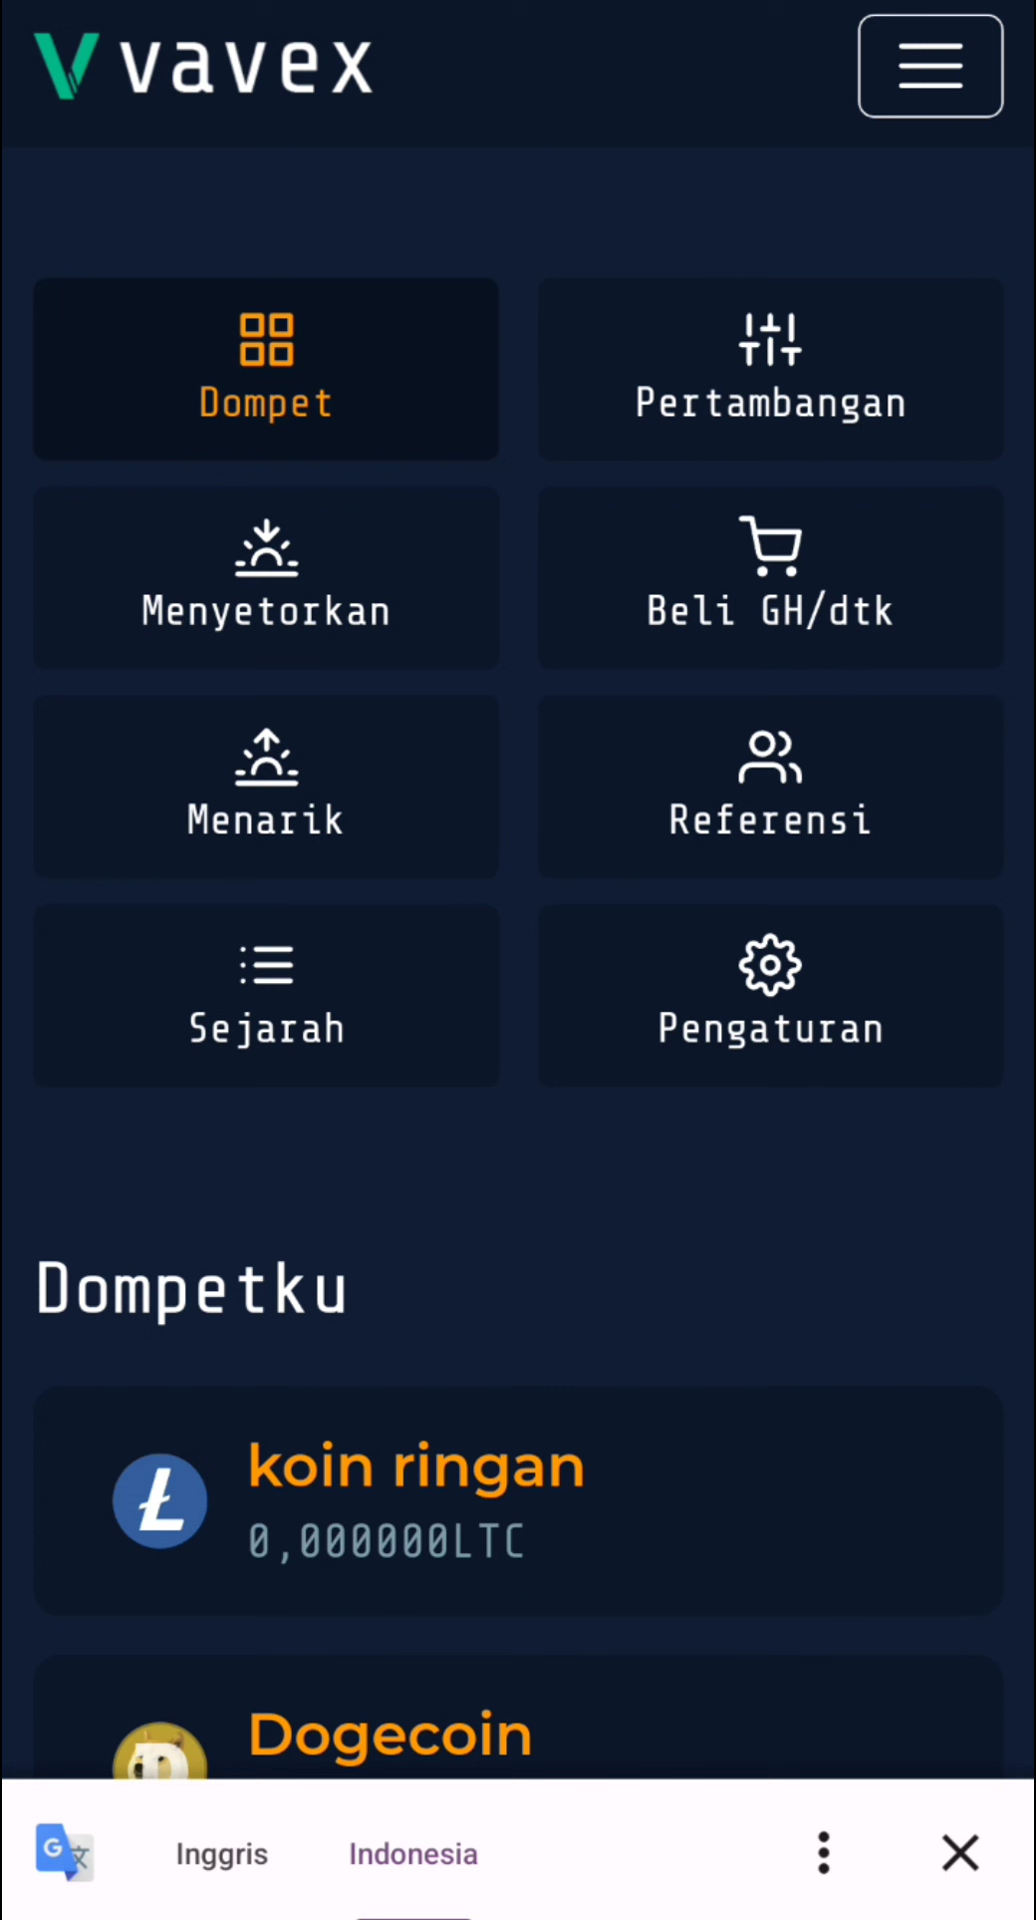 vavex
Dompet
Pertambangan
Menyetorkan
Beli GH/dtk
Menarik
Referensi
Sejarah
Pengaturan
Dompetku
koin ringan
0,000000LTC
Dogecoin
Inggris
Indonesia